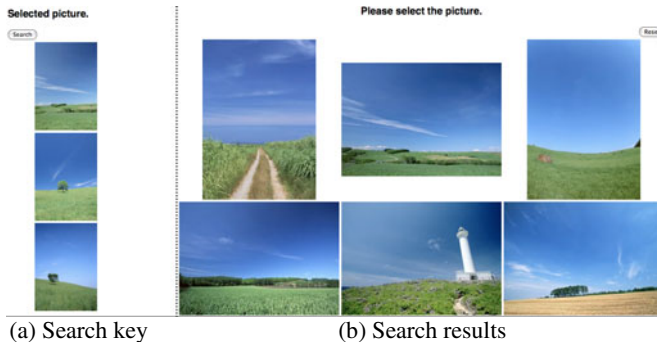 Selected picture.
Please select the picture.
Search
(a) Search key
(b) Search results